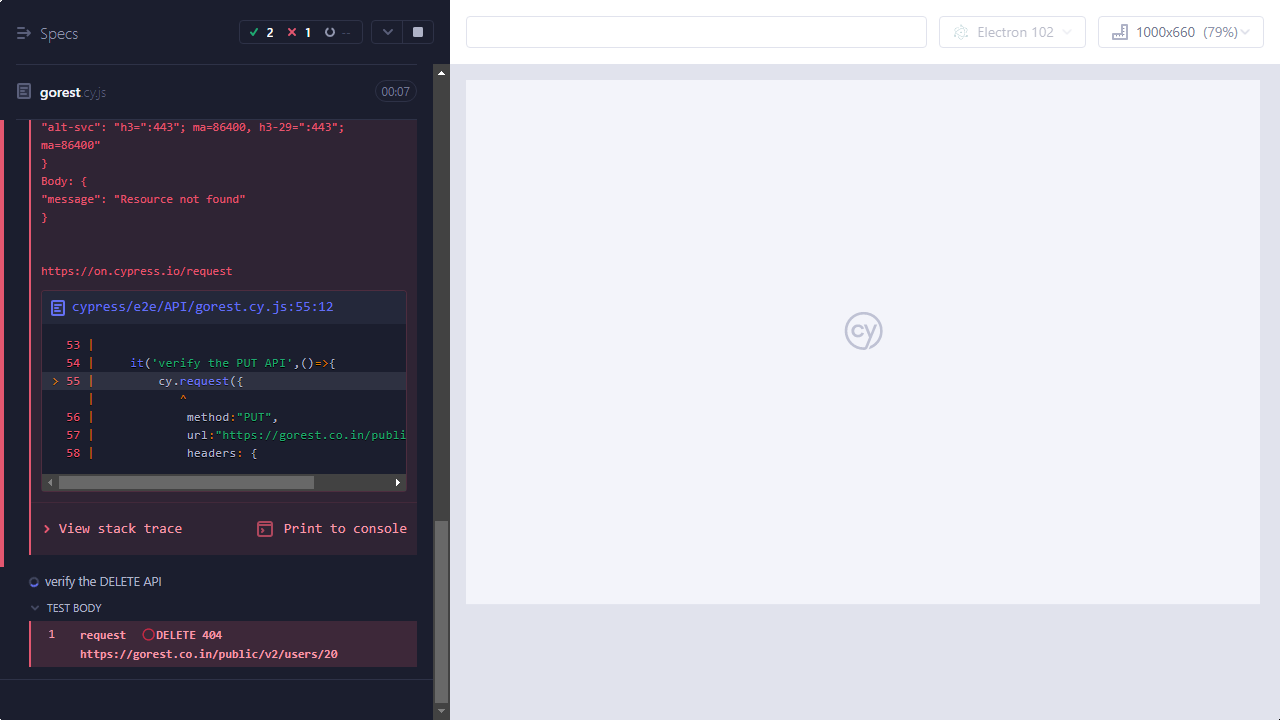 Specs
2
1
--
gorest.cy.js
00:07
"alt-svc": "h3=":443"; ma=86400, h3-29=":443";
ma=86400"
}
Body: {
"message": "Resource not found"
}
https://on.cypress.io/request
cypress/e2e/API/gorest.cy.js:55:12
53 |
54 | it('verify the PUT API',()=>{
> 55 | cy.request({
| ^
56 | method:"PUT",
57 | url:"https://gorest.co.in/publi
58 | headers: {
View stack trace
Print to console
verify the DELETE API
TEST BODY
1 request DELETE 404
https://gorest.co.in/public/v2/users/20
Electron 102
1000x660 (79%)
cy